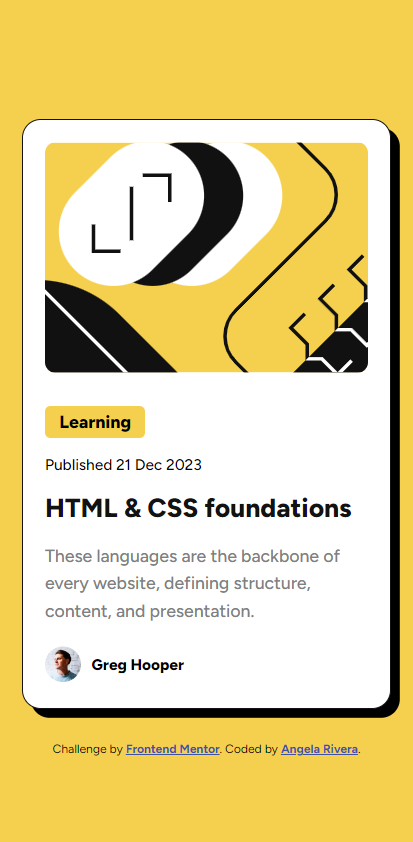 Learning
Published 21 Dec 2023
HTML & CSS foundations
These languages are the backbone of
every website, defining structure,
content, and presentation.
Greg Hooper
Challenge by Frontend Mentor. Coded by Angela Rivera.